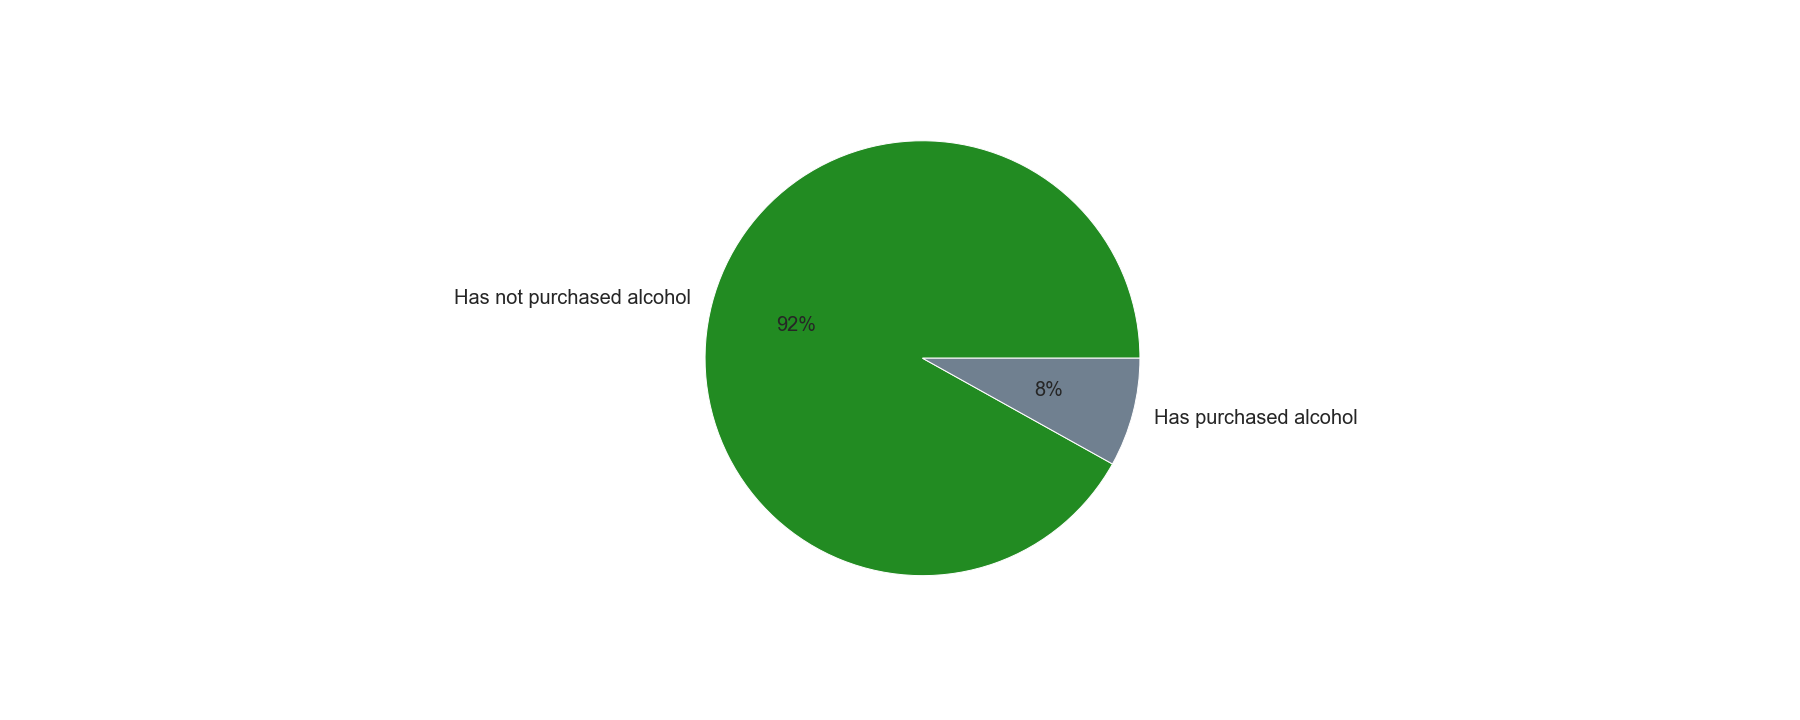 Has not purchased alcohol
92%
8%
Has purchased alcohol